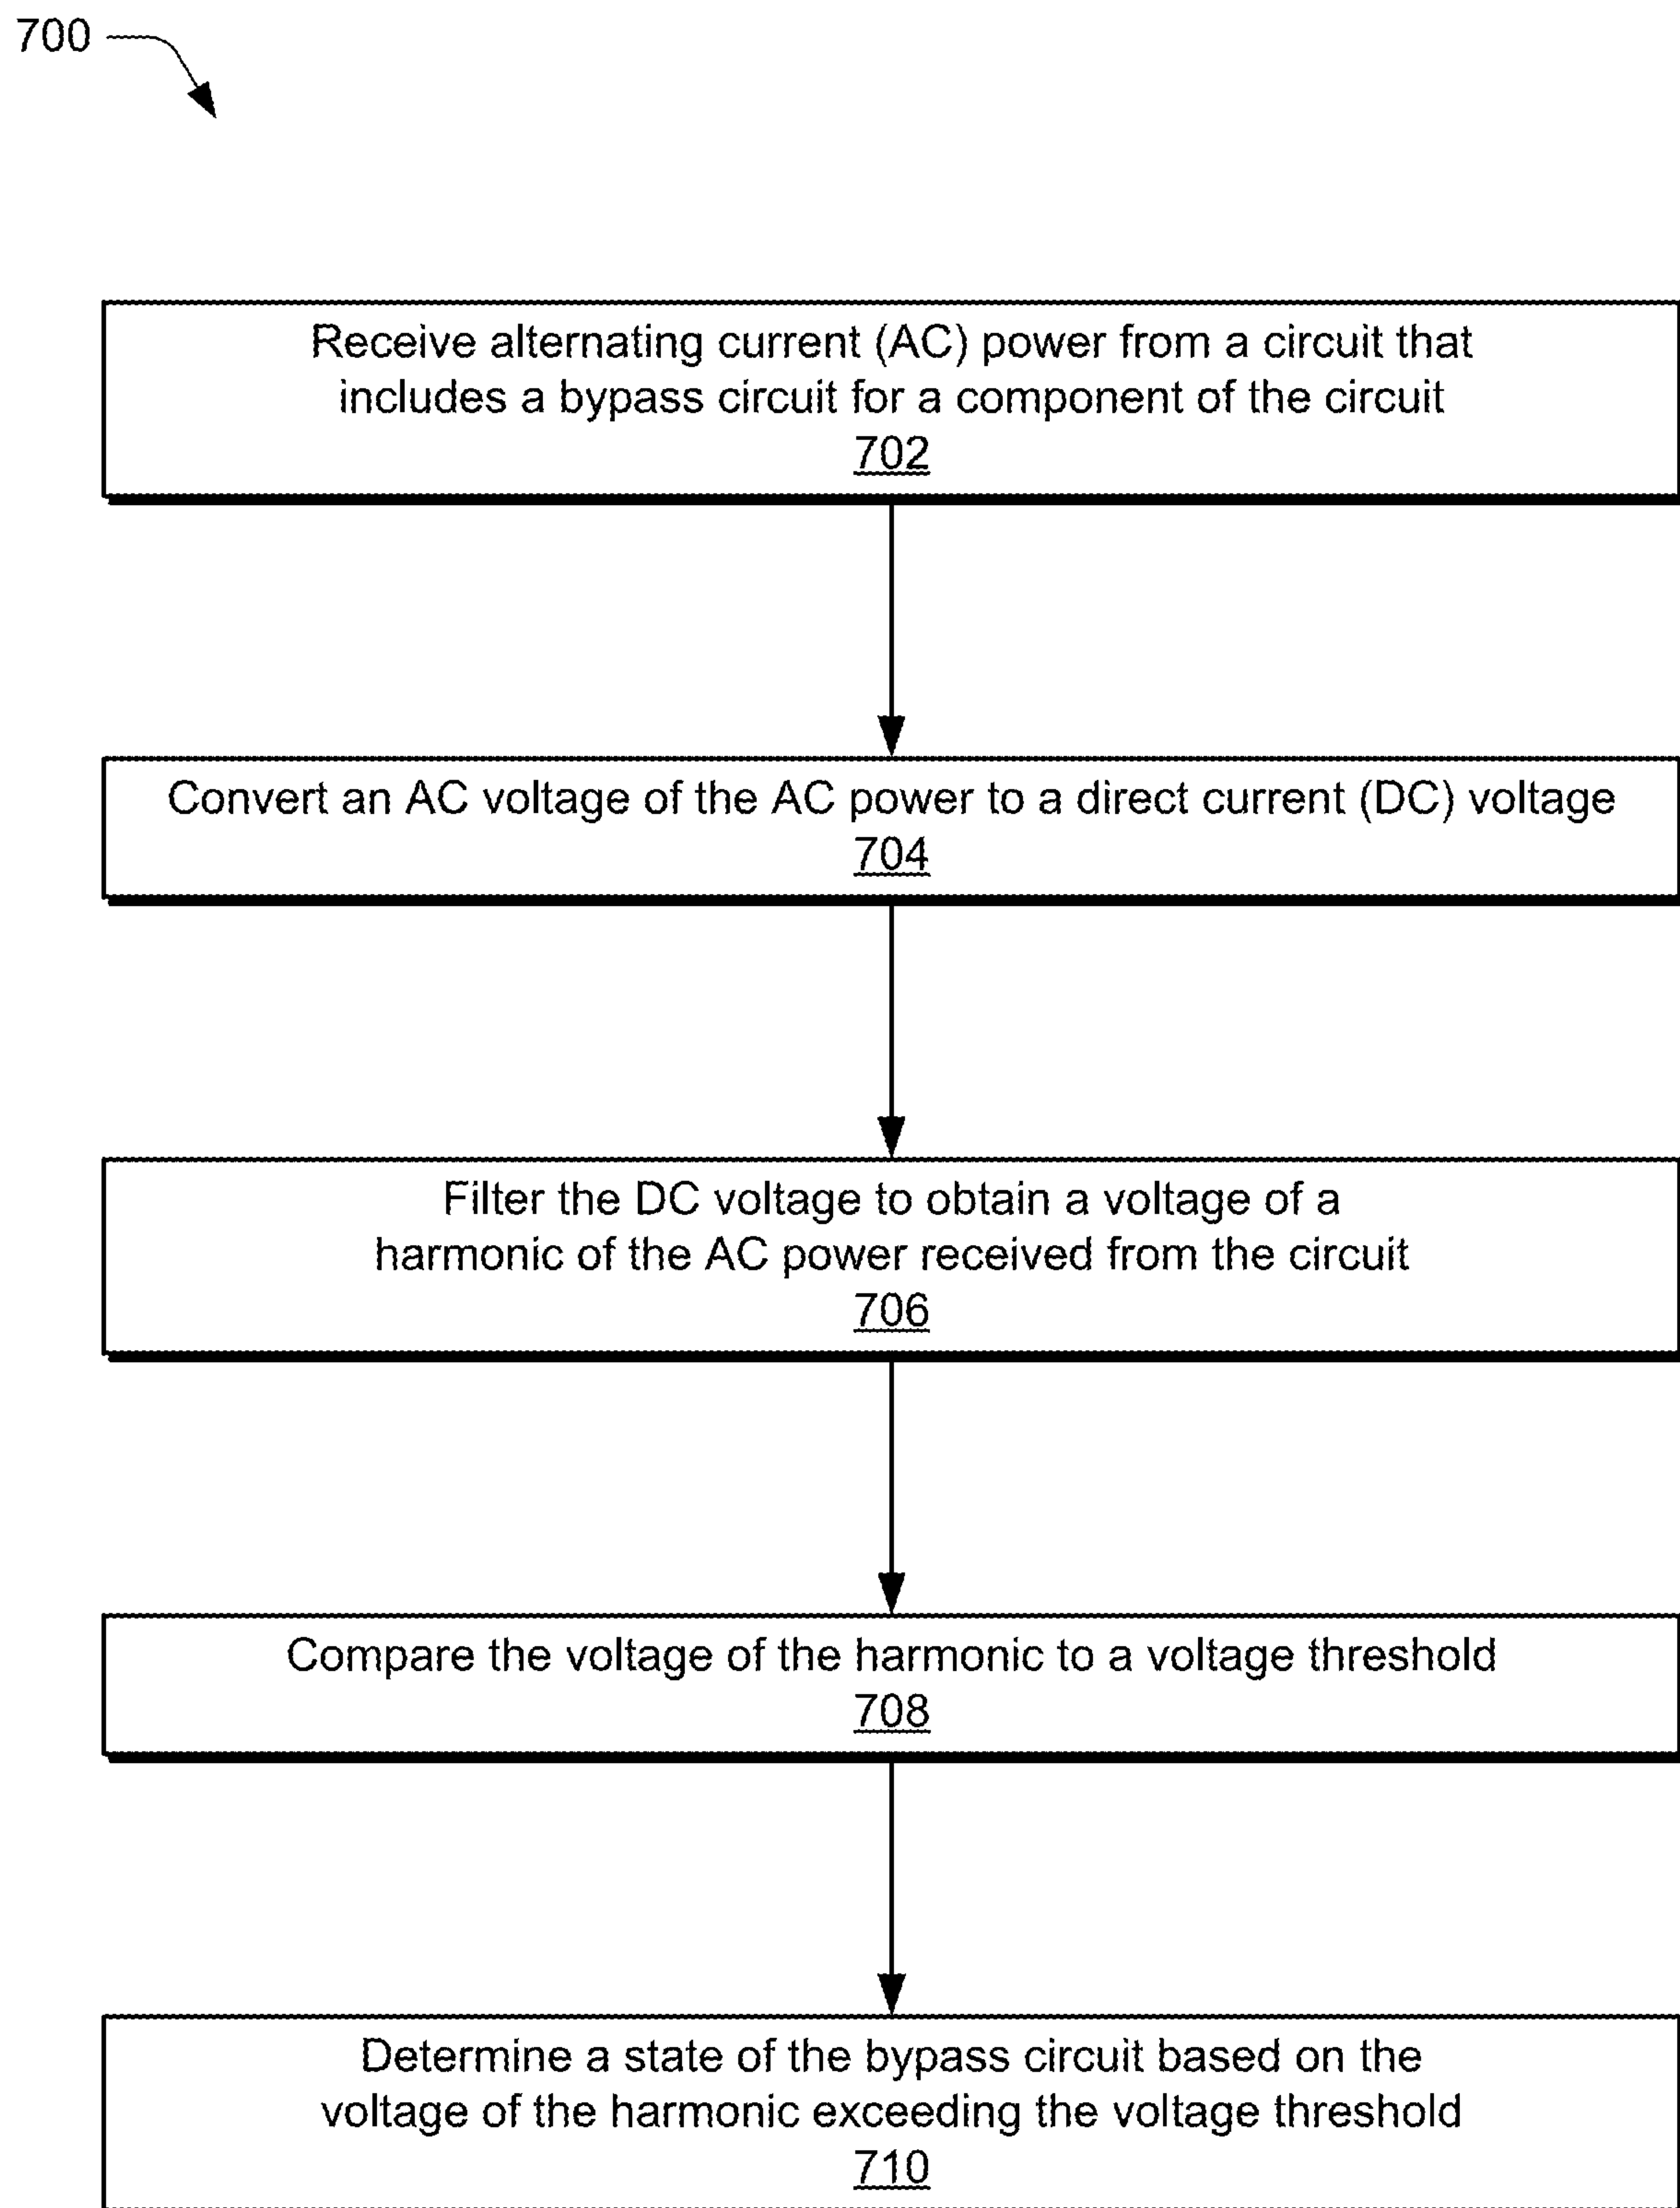 700
Receive alternating current (AC) power from a circuit that
includes a bypass circuit for a component of the circuit
702
Convert an AC voltage of the AC power to a direct current (DC) voltage
704
Filter the DC voltage to obtain a voltage of a
harmonic of the AC power received from the circuit
706
Compare the voltage of the harmonic to a voltage threshold
708
Determine a state of the bypass circuit based on the
voltage of the harmonic exceeding the voltage threshold
710